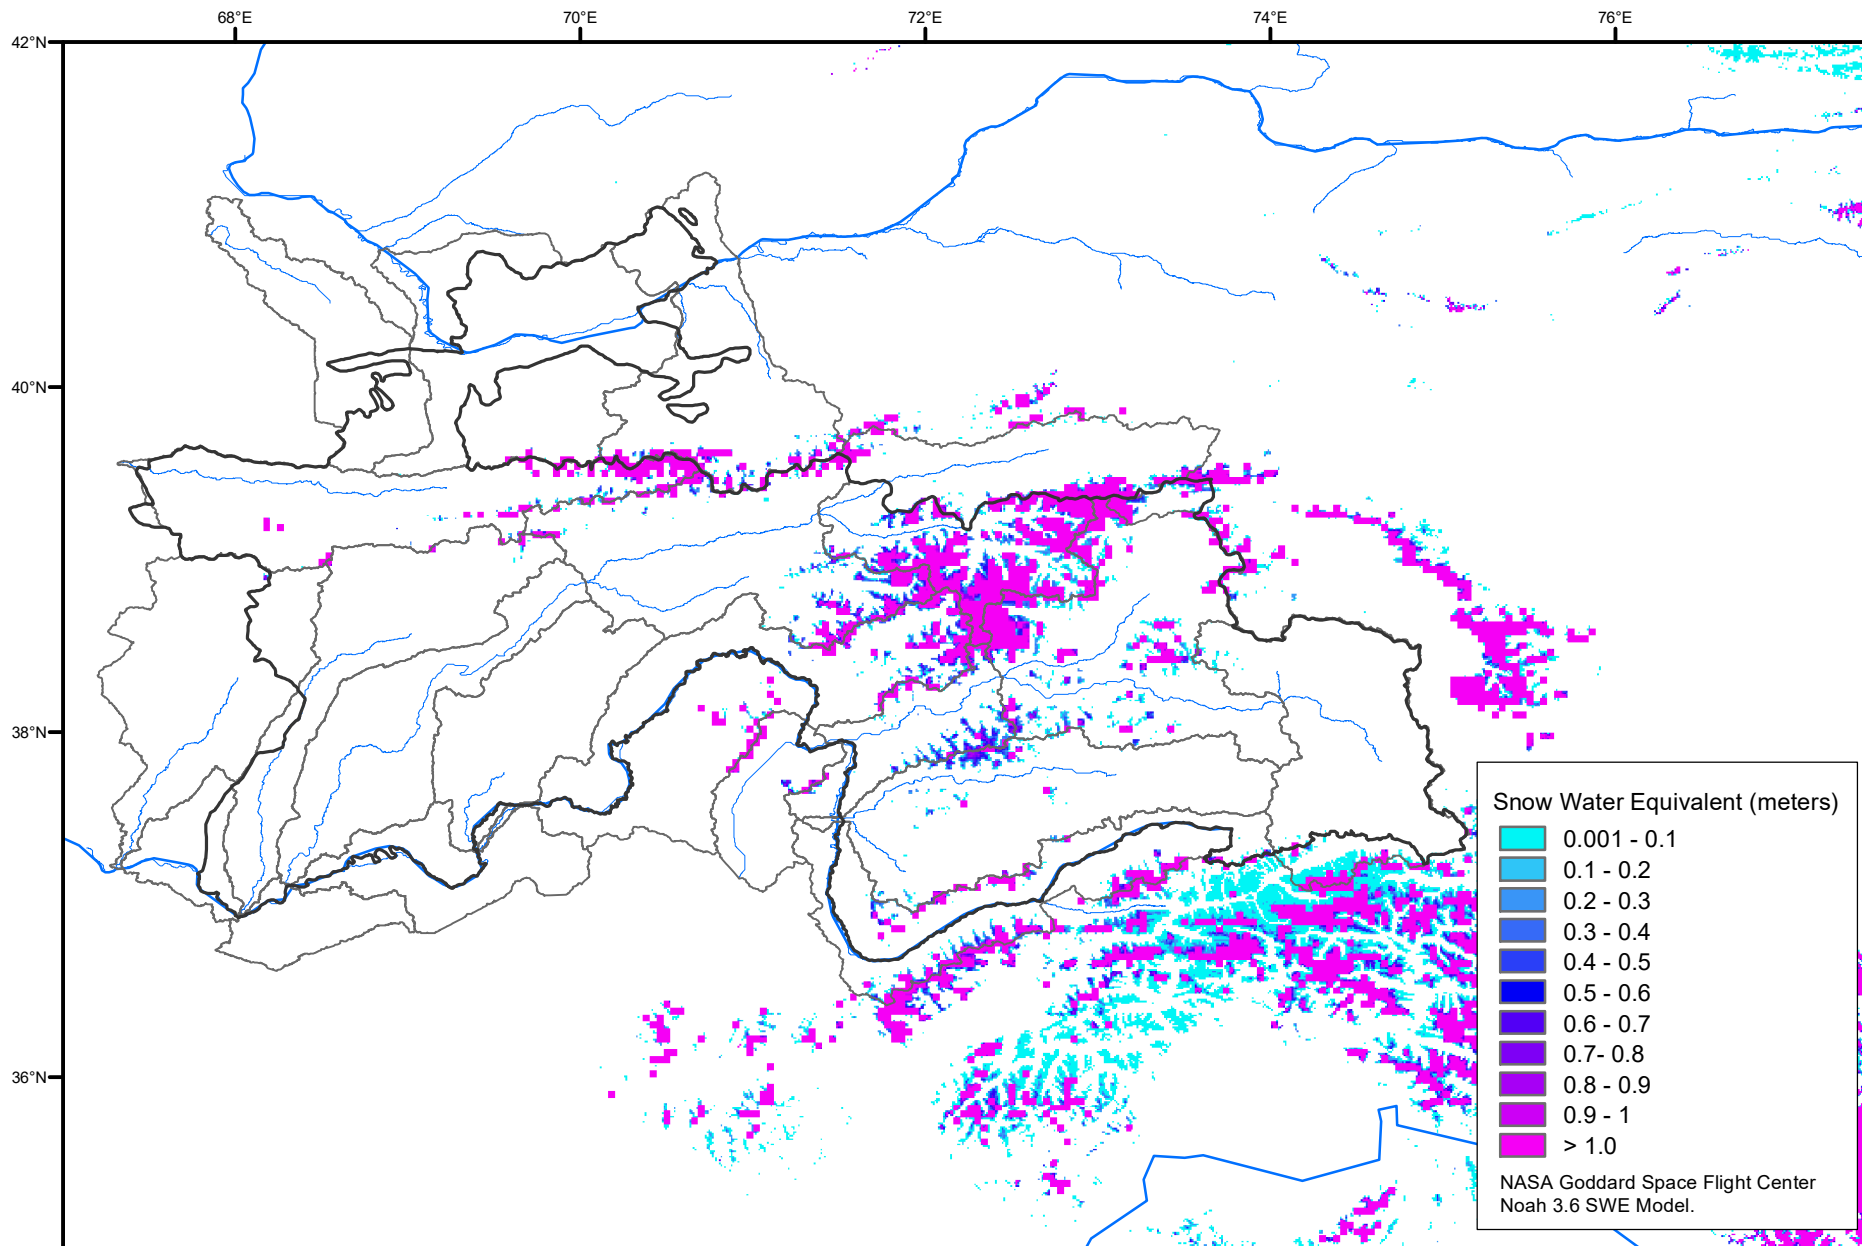 68°E
70°E
72°E
74°E
76°E
42°N
40°N
38°N
36°N
Snow Water Equivalent (meters)
0.001 - 0.1
0.1 - 0.2
0.2 - 0.3
0.3 - 0.4
0.4 - 0.5
0.5 - 0.6
0.6 - 0.7
0.7- 0.8
0.8 - 0.9
0.9 - 1
> 1.0
NASA Goddard Space Flight Center
Noah 3.6 SWE Model.